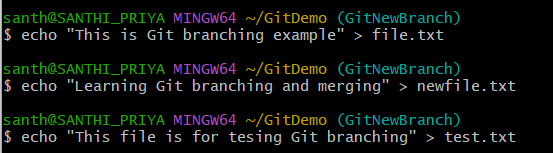 santh@SANTHI_PRIYA MINGW64 ~/GitDemo (GitNewBranch)
$ echo "This is Git branching example" > file.txt
santh@SANTHI_PRIYA MINGW64 ~/GitDemo (GitNewBranch)
$ echo "Learning Git branching and merging" > newfile.txt
santh@SANTHI_PRIYA MINGW64 ~/GitDemo (GitNewBranch)
$ echo "This file is for tesing Git branching" > test.txt